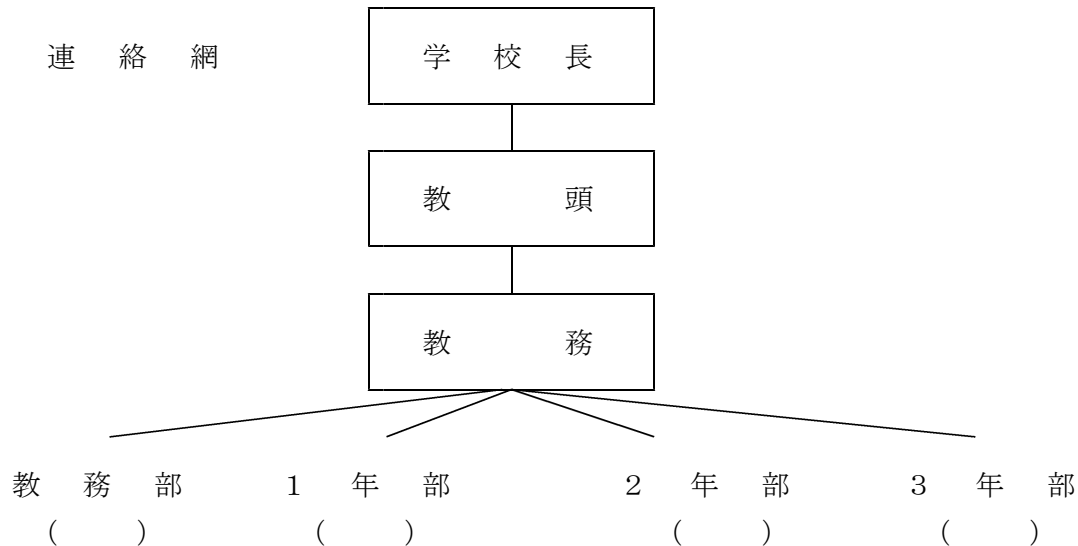 連　絡　網
学　校　長
教　　　頭
教　　　務
教　務　部　　１　年　部　　２　年　部　　３　年　部
（　　）　　（　　）　　（　　）　　（　　）